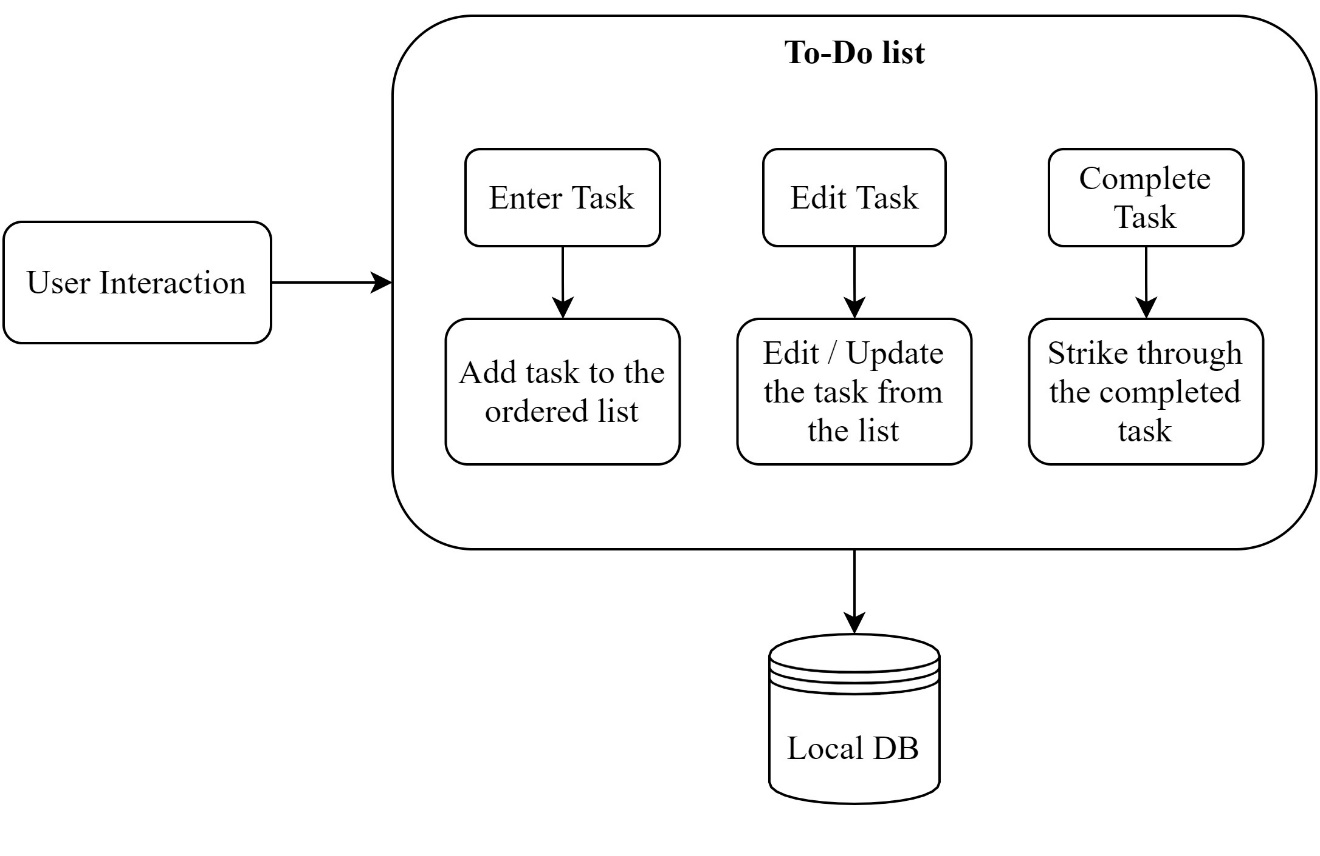 To-Do list
User Interaction
Enter Task
Edit Task
Complete
Task
Add task to the
ordered list
Edit / Update
the task from
the list
Strike through
the completed
task
Local DB